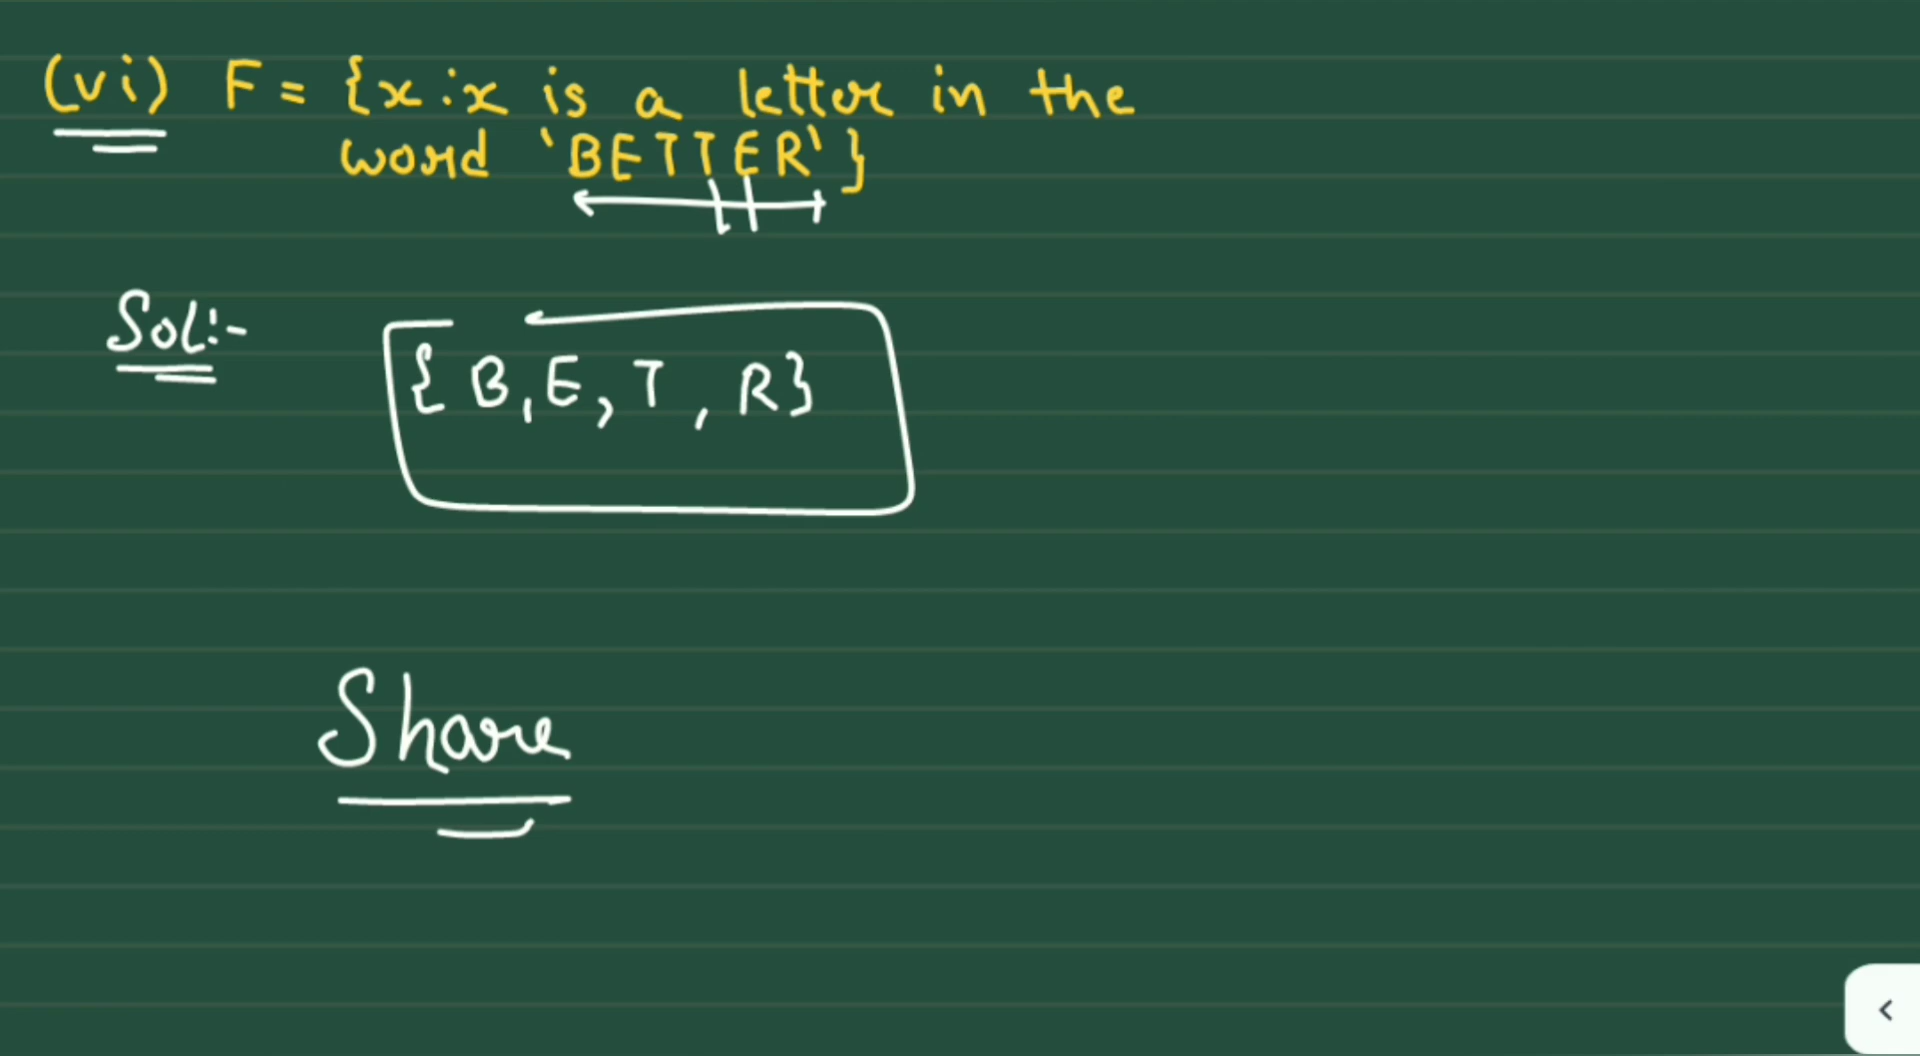 (vi) F = {x:x is a letter in the
word 'BETTER'}
Sol:-
{ B, E, T, R}
Share